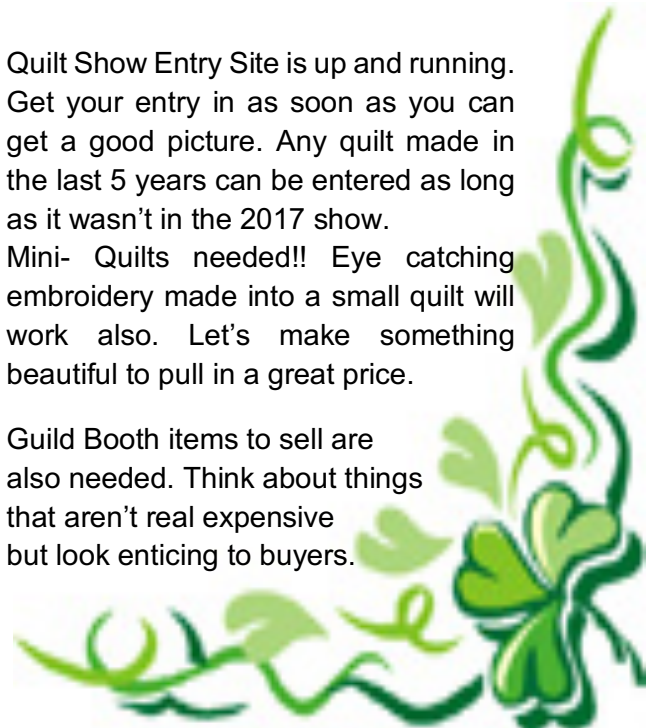 Quilt Show Entry Site is up and running.
Get your entry in as soon as you can
get a good picture. Any quilt made in
the last 5 years can be entered as long
as it wasn’t in the 2017 show.
Mini- Quilts needed!! Eye catching
embroidery made into a small quilt will
work also. Let’s make something
beautiful to pull in a great price.
Guild Booth items to sell are
also needed. Think about things
that aren’t real expensive
but look enticing to buyers.